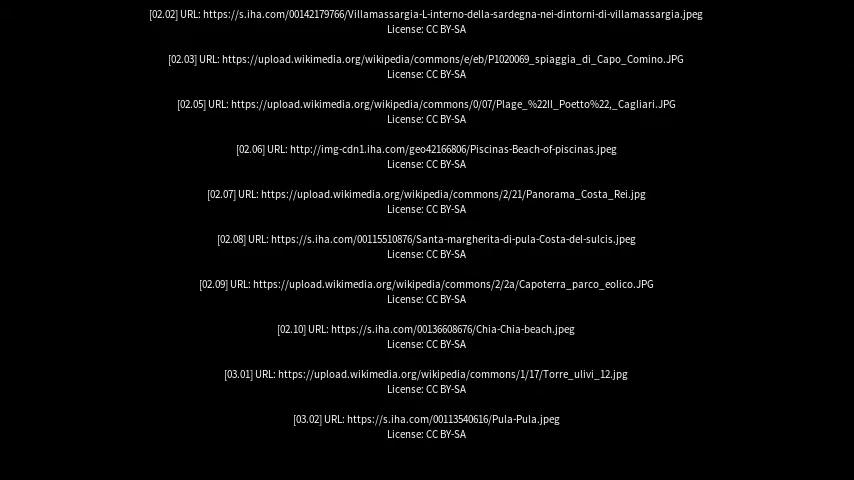 [02.02] URL: https://s.iha.com/00142179766/Villamassargia-L-interno-della-sardegna-nei-dintorni-di-villamassargia.jpeg
License: CC BY-SA
[02.03] URL: https://upload.wikimedia.org/wikipedia/commons/e/eb/P1020069_spiaggia_di_Capo_Comino.JPG
License: CC BY-SA
[02.05] URL: https://upload.wikimedia.org/wikipedia/commons/0/07/Plage_%22Il_Poetto%22,_Cagliari.JPG
License: CC BY-SA
[02.06] URL: http://img-cdn1.iha.com/geo42166806/Piscinas-Beach-of-piscinas.jpeg
License: CC BY-SA
[02.07] URL: https://upload.wikimedia.org/wikipedia/commons/2/21/Panorama_Costa_Rei.jpg
License: CC BY-SA
[02.08] URL: https://s.iha.com/00115510876/Santa-margherita-di-pula-Costa-del-sulcis.jpeg
License: CC BY-SA
[02.09] URL: https://upload.wikimedia.org/wikipedia/commons/2/2a/Capoterra_parco_eolico.JPG
License: CC BY-SA
[02.10] URL: https://s.iha.com/00136608676/Chia-Chia-beach.jpeg
License: CC BY-SA
[03.01] URL: https://upload.wikimedia.org/wikipedia/commons/1/17/Torre_ulivi_12.jpg
License: CC BY-SA
[03.02] URL: https://s.iha.com/00113540616/Pula-Pula.jpeg
License: CC BY-SA